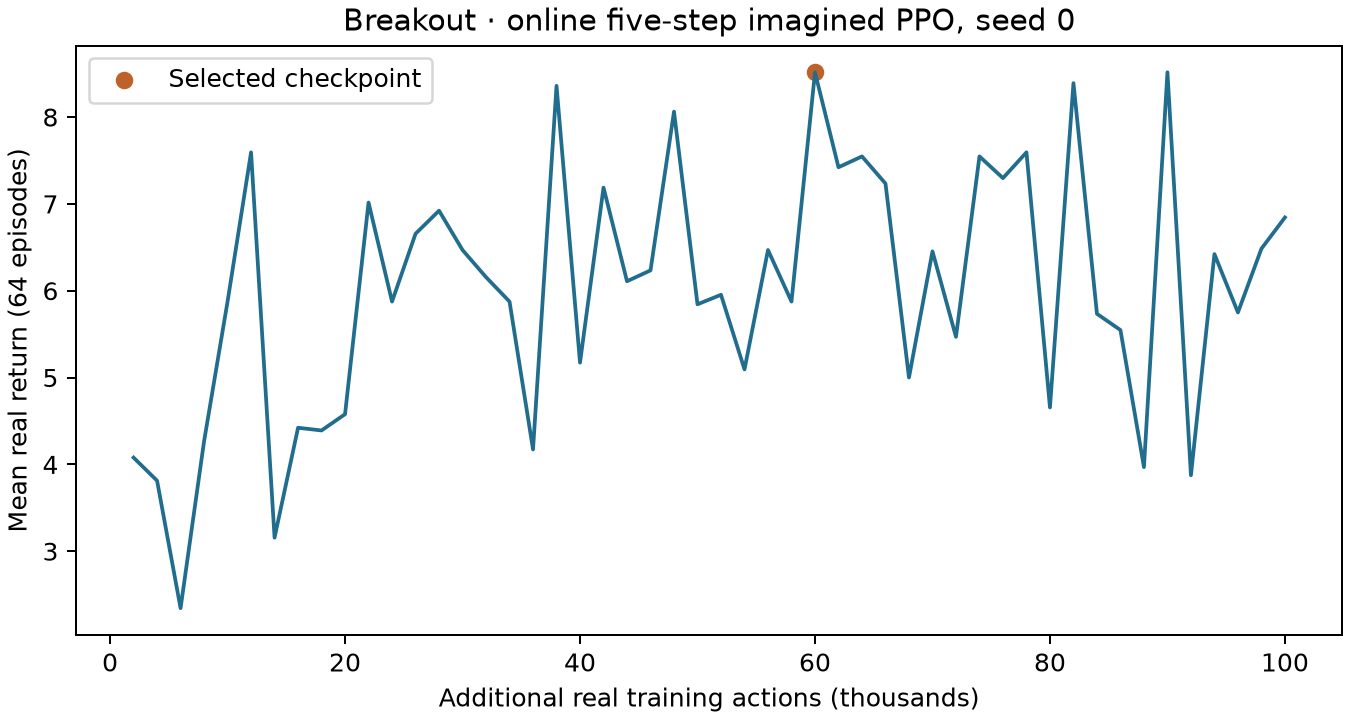 Breakout · online five-step imagined PPO, seed 0
Selected checkpoint
Mean real return (64 episodes)
8
7
6
5
4
3
0 20 40 60 80 100
Additional real training actions (thousands)